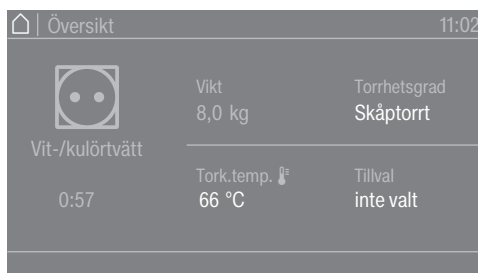 Översikt 11:02
Vit-/kulörtvätt
0:57
Vikt
8,0 kg
Torrhetsgrad
Skåptorrt
Tork.temp.
66 °C
Tillval
inte valt